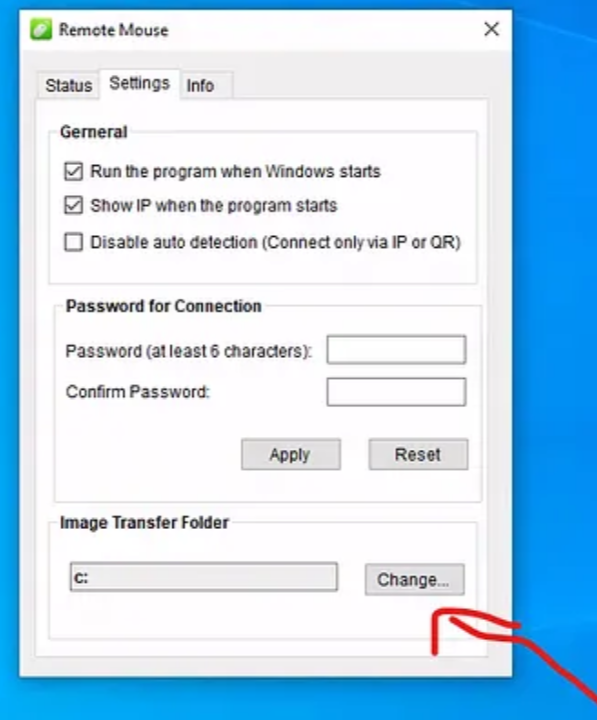 Remote Mouse
Status Settings Info
Gerneral
Run the program when Windows starts
Show IP when the program starts
Disable auto detection (Connect only via IP or QR)
Password for Connection
Password (at least 6 characters):
Confirm Password:
Apply Reset
Image Transfer Folder
c: Change...